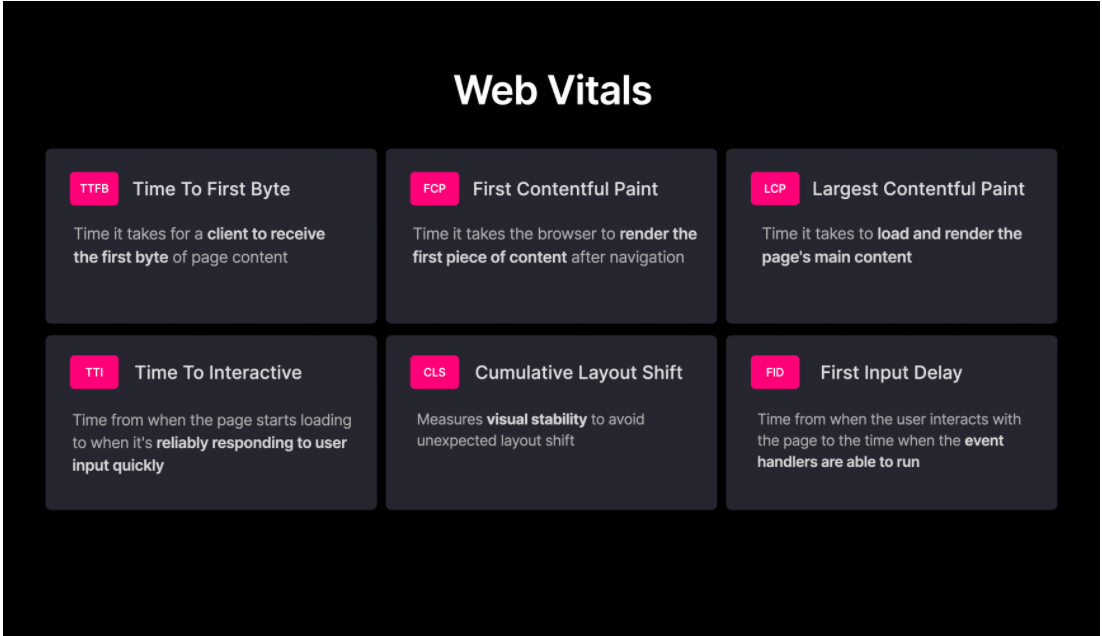 Web Vitals
TTFB Time To First Byte
Time it takes for a client to receive
the first byte of page content
FCP First Contentful Paint
Time it takes the browser to render the
first piece of content after navigation
LCP Largest Contentful Paint
Time it takes to load and render the
page's main content
TTI Time To Interactive
Time from when the page starts loading
to when it's reliably responding to user
input quickly
CLS Cumulative Layout Shift
Measures visual stability to avoid
unexpected layout shift
FID First Input Delay
Time from when the user interacts with
the page to the time when the event
handlers are able to run